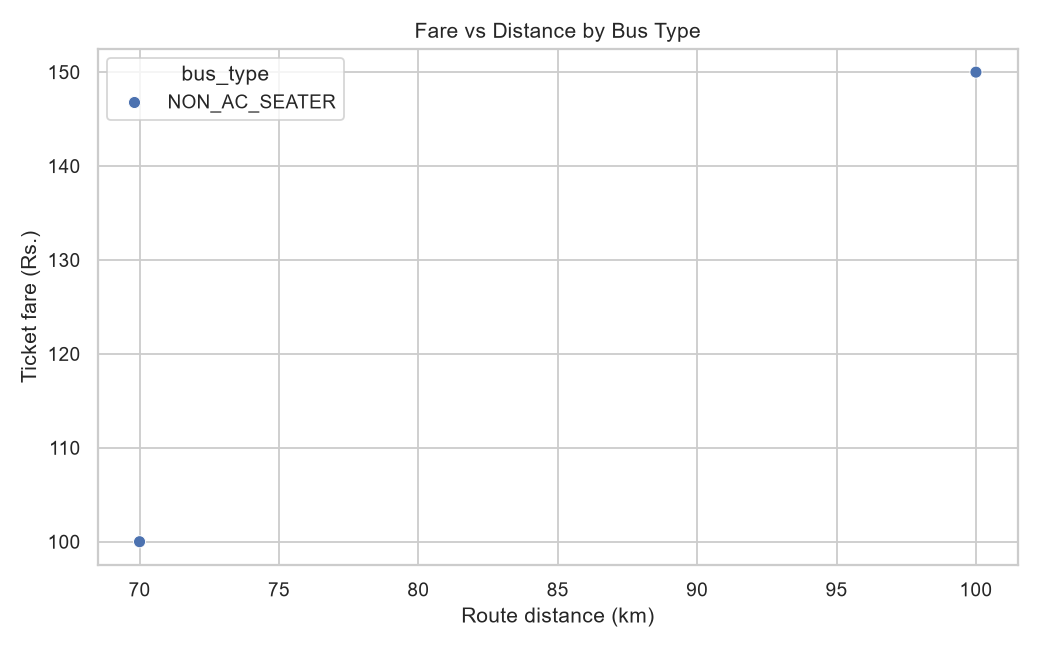 Fare vs Distance by Bus Type
bus_type
NON_AC_SEATER
Ticket fare (Rs.)
150
140
130
120
110
100
70 75 80 85 90 95 100
Route distance (km)